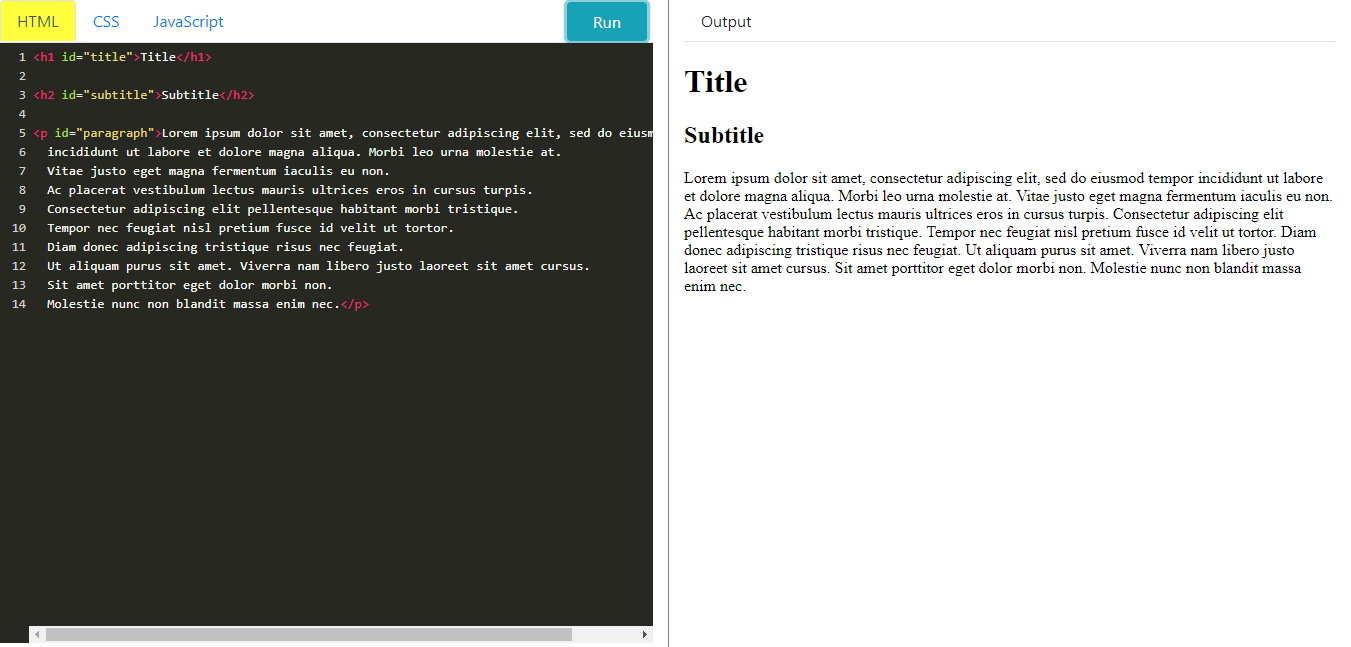 HTML CSS JavaScript Run
1 <h1 id="title">Title</h1>
2
3 <h2 id="subtitle">Subtitle</h2>
4
5 <p id="paragraph">Lorem ipsum dolor sit amet, consectetur adipiscing elit, sed do eiusm
6 incididunt ut labore et dolore magna aliqua. Morbi leo urna molestie at.
7 Vitae justo eget magna fermentum iaculis eu non.
8 Ac placerat vestibulum lectus mauris ultrices eros in cursus turpis.
9 Consectetur adipiscing elit pellentesque habitant morbi tristique.
10 Tempor nec feugiat nisl pretium fusce id velit ut tortor.
11 Diam donec adipiscing tristique risus nec feugiat.
12 Ut aliquam purus sit amet. Viverra nam libero justo laoreet sit amet cursus.
13 Sit amet porttitor eget dolor morbi non.
14 Molestie nunc non blandit massa enim nec.</p>
Output
Title
Subtitle
Lorem ipsum dolor sit amet, consectetur adipiscing elit, sed do eiusmod tempor incididunt ut labore
et dolore magna aliqua. Morbi leo urna molestie at. Vitae justo eget magna fermentum iaculis eu non.
Ac placerat vestibulum lectus mauris ultrices eros in cursus turpis. Consectetur adipiscing elit
pellentesque habitant morbi tristique. Tempor nec feugiat nisl pretium fusce id velit ut tortor. Diam
donec adipiscing tristique risus nec feugiat. Ut aliquam purus sit amet. Viverra nam libero justo
laoreet sit amet cursus. Sit amet porttitor eget dolor morbi non. Molestie nunc non blandit massa
enim nec.